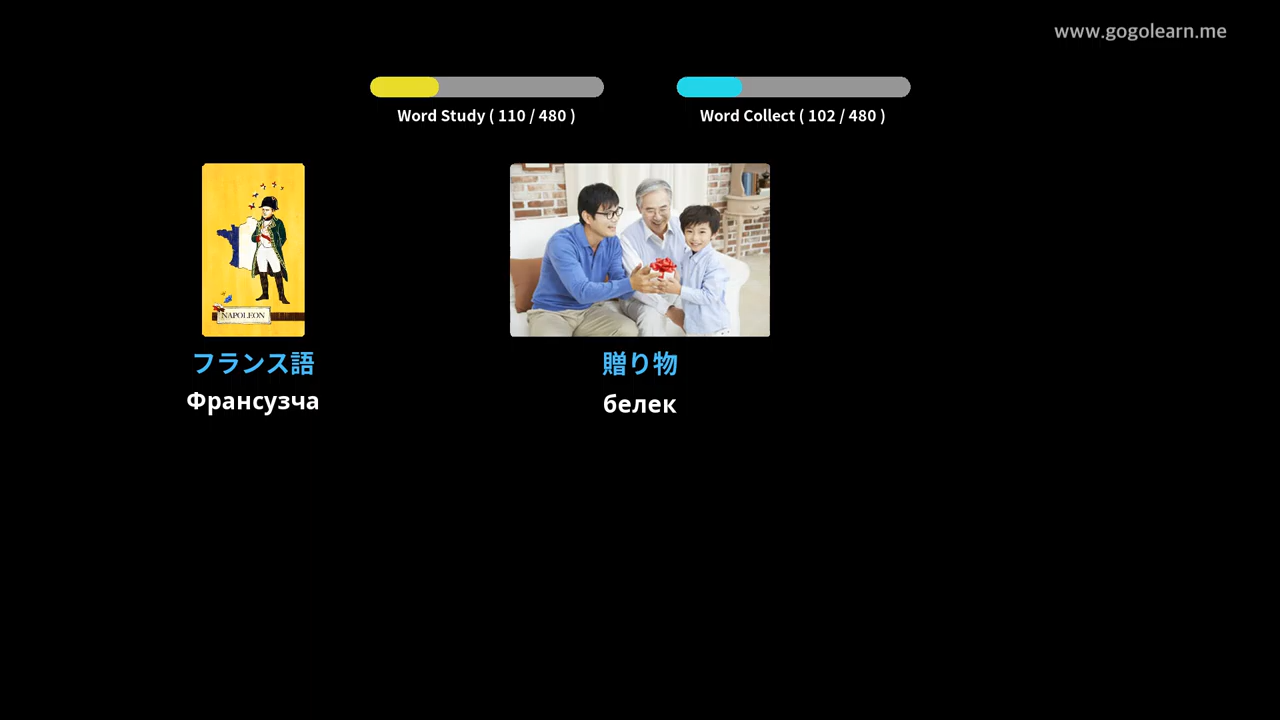 www.gogolearn.me
Word Study ( 110 / 480 )
Word Collect ( 102 / 480 )
NAPOLEON
フランス語
Французча
贈り物
белек